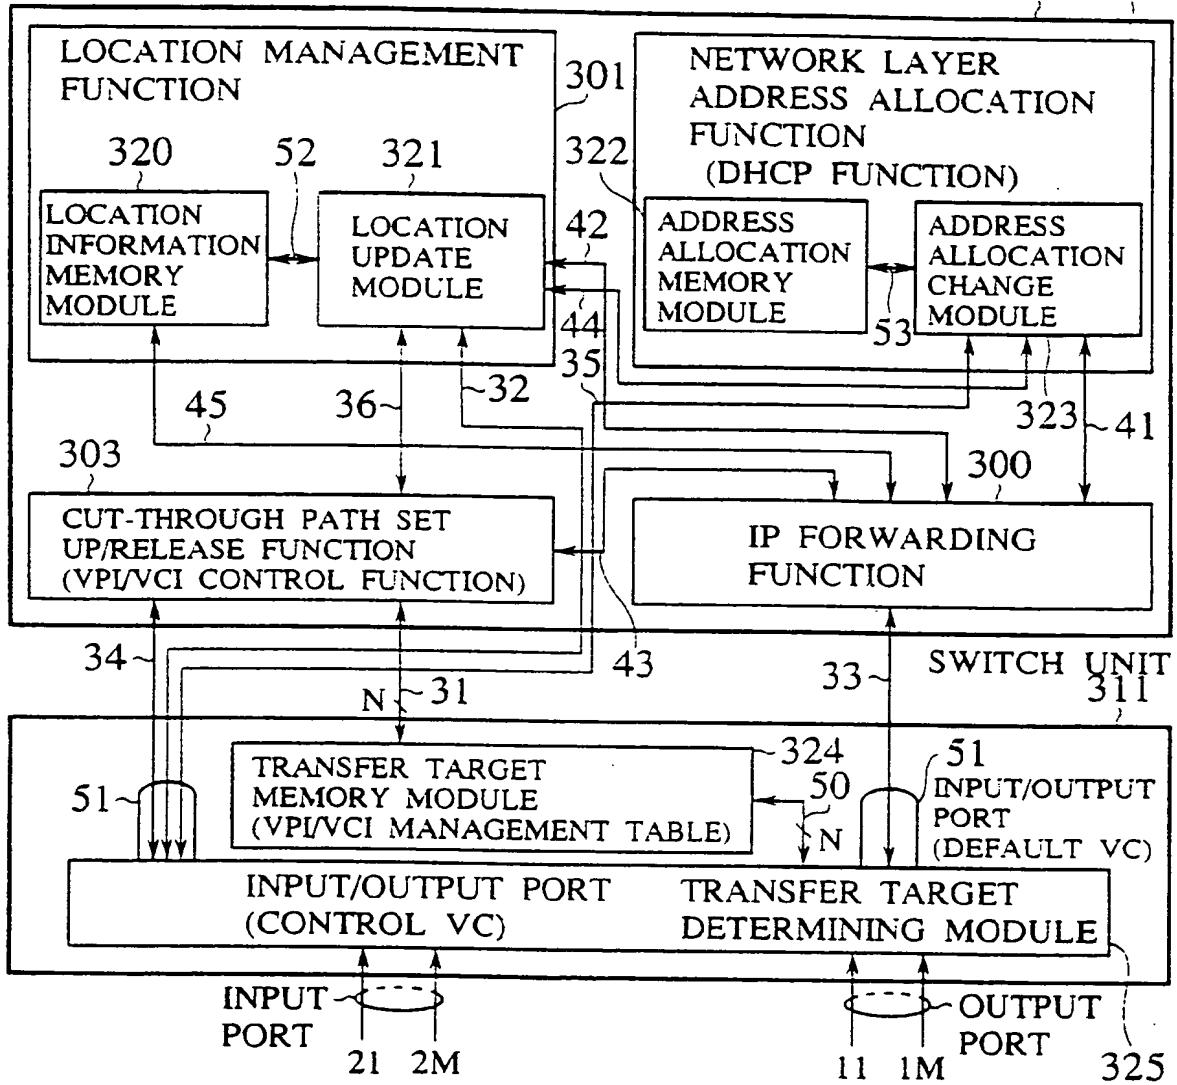 LOCATION MANAGEMENT
FUNCTION
301
NETWORK LAYER
ADDRESS ALLOCATION
FUNCTION
(DHCP FUNCTION)
320
52
321
322
LOCATION
INFORMATION
MEMORY
MODULE
LOCATION
UPDATE
MODULE
42
44
ADDRESS
ALLOCATION
MEMORY
MODULE
53
ADDRESS
ALLOCATION
CHANGE
MODULE
35
32
36
45
323
41
303
300
CUT-THROUGH PATH SET
UP/RELEASE FUNCTION
(VPI/VCI CONTROL FUNCTION)
IP FORWARDING
FUNCTION
34
43
33
SWITCH UNIT
311
N
31
TRANSFER TARGET
MEMORY MODULE
(VPI/VCI MANAGEMENT TABLE)
324
50
N
51
51
INPUT/OUTPUT
PORT
(DEFAULT VC)
INPUT/OUTPUT PORT
(CONTROL VC)
TRANSFER TARGET
DETERMINING MODULE
INPUT
PORT
OUTPUT
PORT
21
2M
11
1M
325